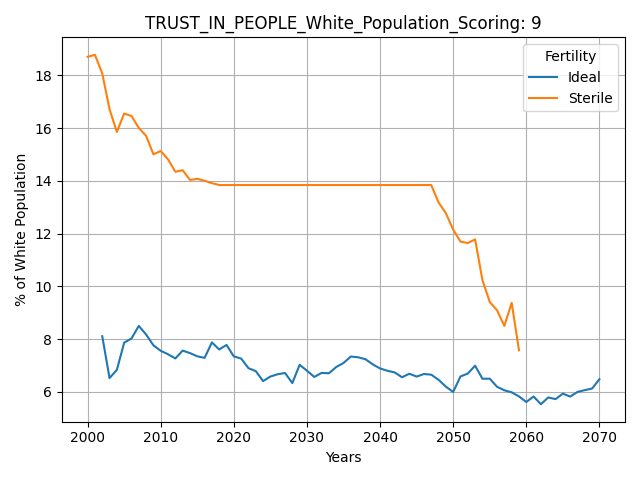 TRUST_IN_PEOPLE_White_Population_Scoring: 9
Fertility
Ideal
Sterile
% of White Population
18
16
14
12
10
8
6
2000 2010 2020 2030 2040 2050 2060 2070
Years